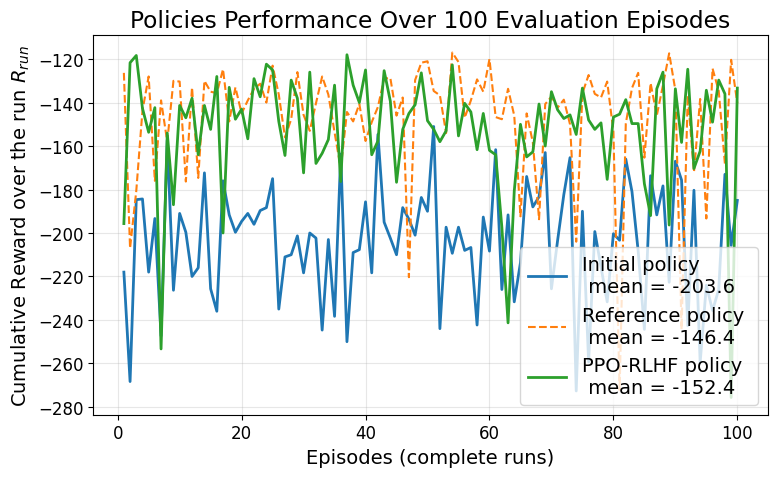 Policies Performance Over 100 Evaluation Episodes
Cumulative Reward over the run R_run
−120
−140
−160
−180
−200
−220
−240
−260
−280
Initial policy
mean = -203.6
Reference policy
mean = -146.4
PPO-RLHF policy
mean = -152.4
0
20
40
60
80
100
Episodes (complete runs)